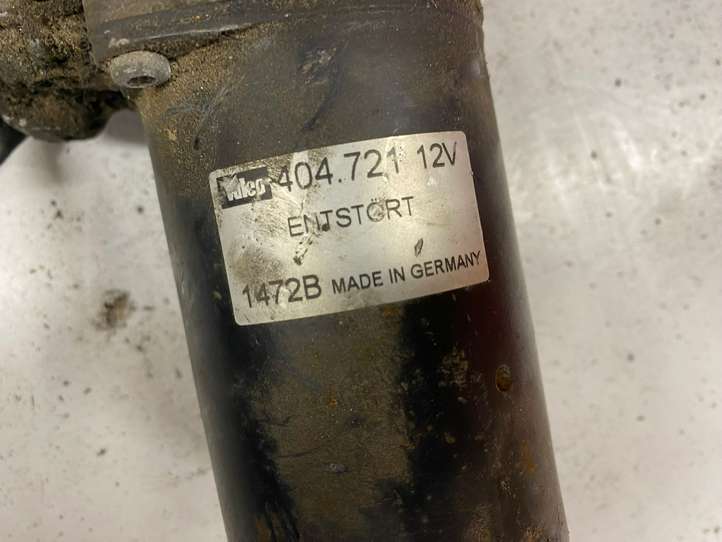 Valeo 404.721 12V
ENTSTÖRT
1472B MADE IN GERMANY